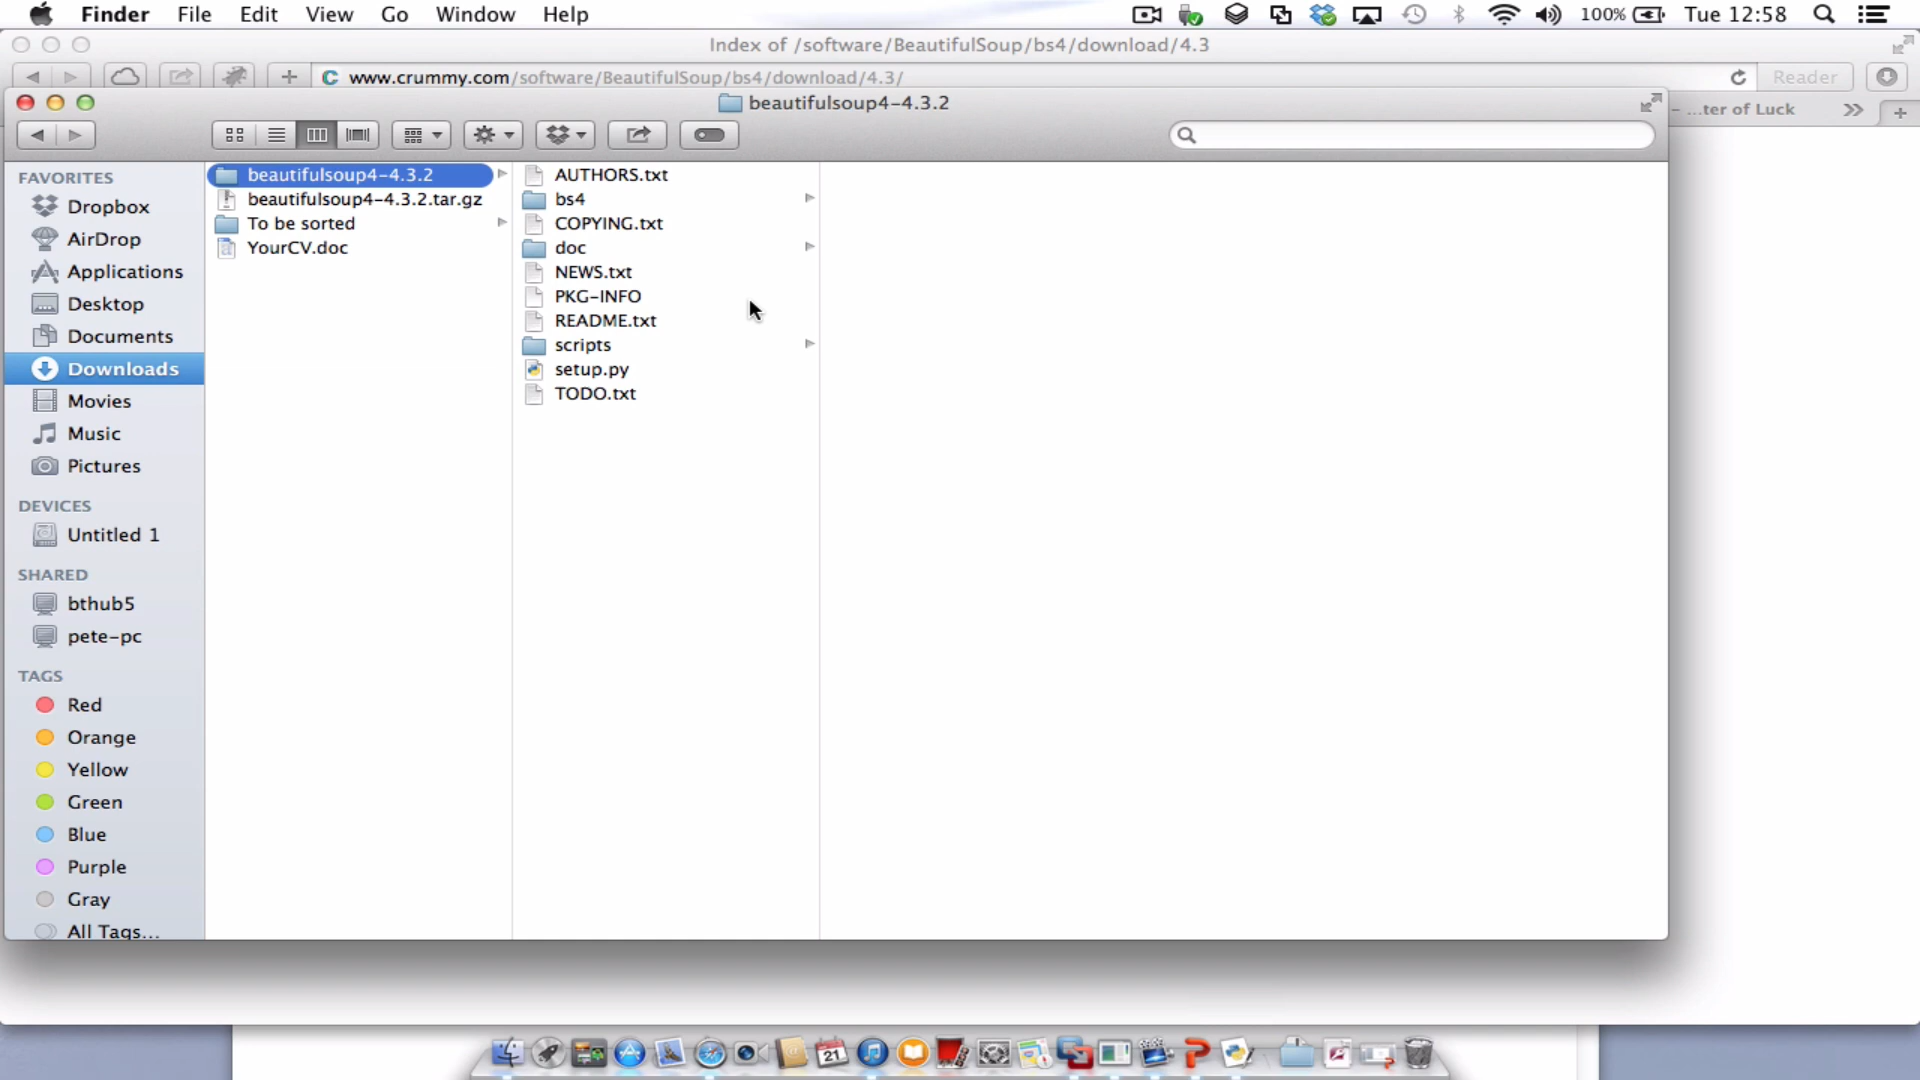 Finder File Edit View Go Window Help 100% Tue 12:58
Index of /software/BeautifulSoup/bs4/download/4.3
www.crummy.com/software/BeautifulSoup/bs4/download/4.3/ Reader
beautifulsoup4-4.3.2
- ...ter of Luck
FAVORITES
Dropbox
AirDrop
Applications
Desktop
Documents
Downloads
Movies
Music
Pictures
DEVICES
Untitled 1
SHARED
bthub5
pete-pc
TAGS
Red
Orange
Yellow
Green
Blue
Purple
Gray
All Tags...
beautifulsoup4-4.3.2
beautifulsoup4-4.3.2.tar.gz
To be sorted
YourCV.doc
AUTHORS.txt
bs4
COPYING.txt
doc
NEWS.txt
PKG-INFO
README.txt
scripts
setup.py
TODO.txt
21